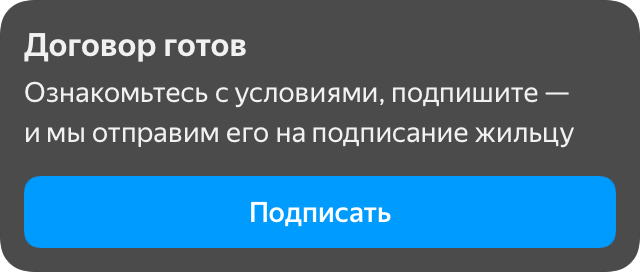 Договор готов
Ознакомьтесь с условиями, подпишите —
и мы отправим его на подписание жильцу
Подписать